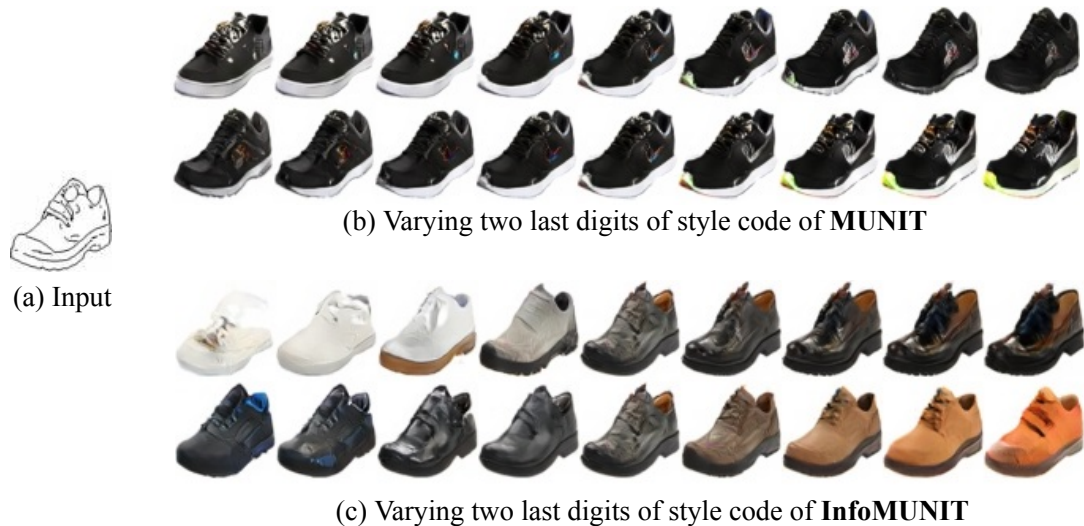 (b) Varying two last digits of style code of MUNIT
(a) Input
(c) Varying two last digits of style code of InfoMUNIT